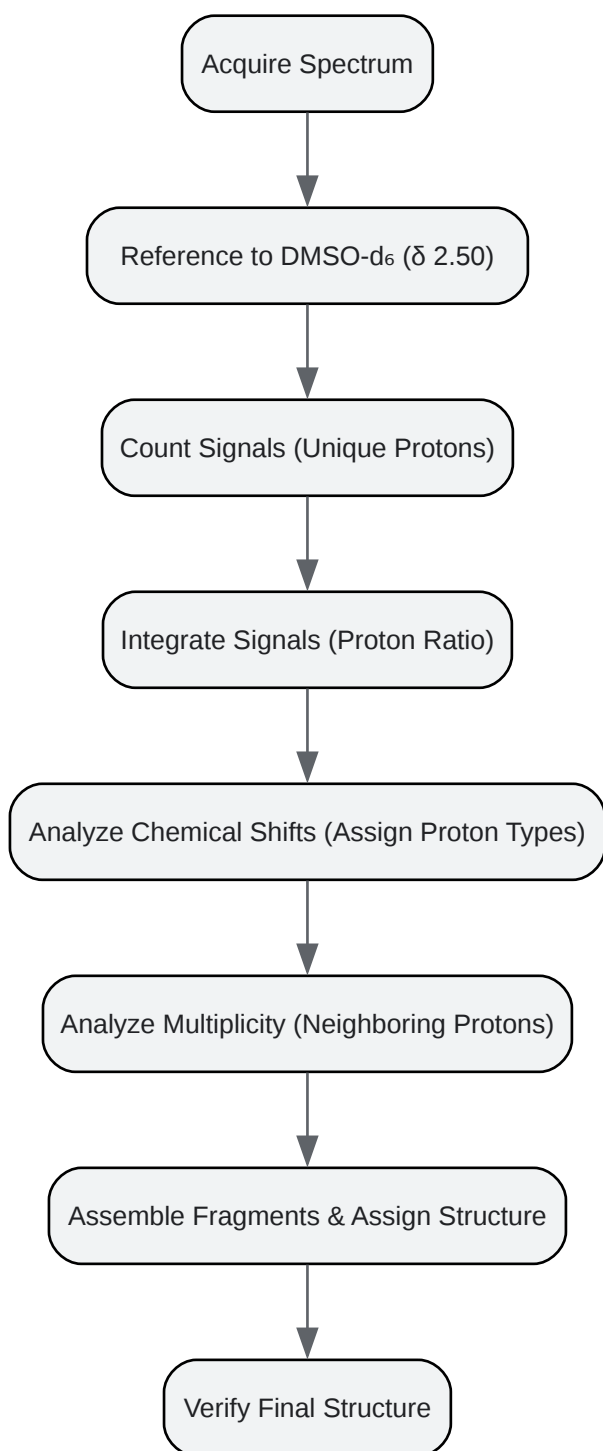 Acquire Spectrum
Reference to DMSO-d₆ (δ 2.50)
Count Signals (Unique Protons)
Integrate Signals (Proton Ratio)
Analyze Chemical Shifts (Assign Proton Types)
Analyze Multiplicity (Neighboring Protons)
Assemble Fragments & Assign Structure
Verify Final Structure